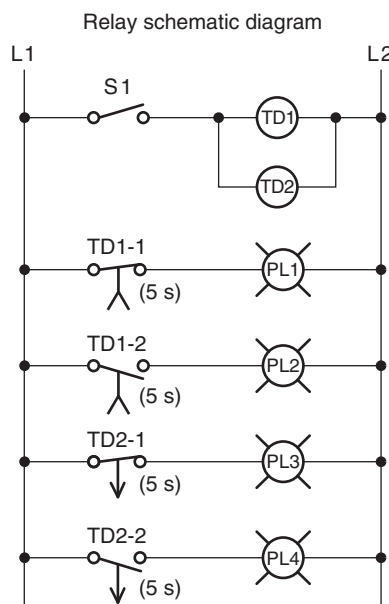 Relay schematic diagram
L1 L2
S1
TD1
TD2
TD1-1
PL1
(5 s)
TD1-2
PL2
(5 s)
TD2-1
PL3
(5 s)
TD2-2
PL4
(5 s)